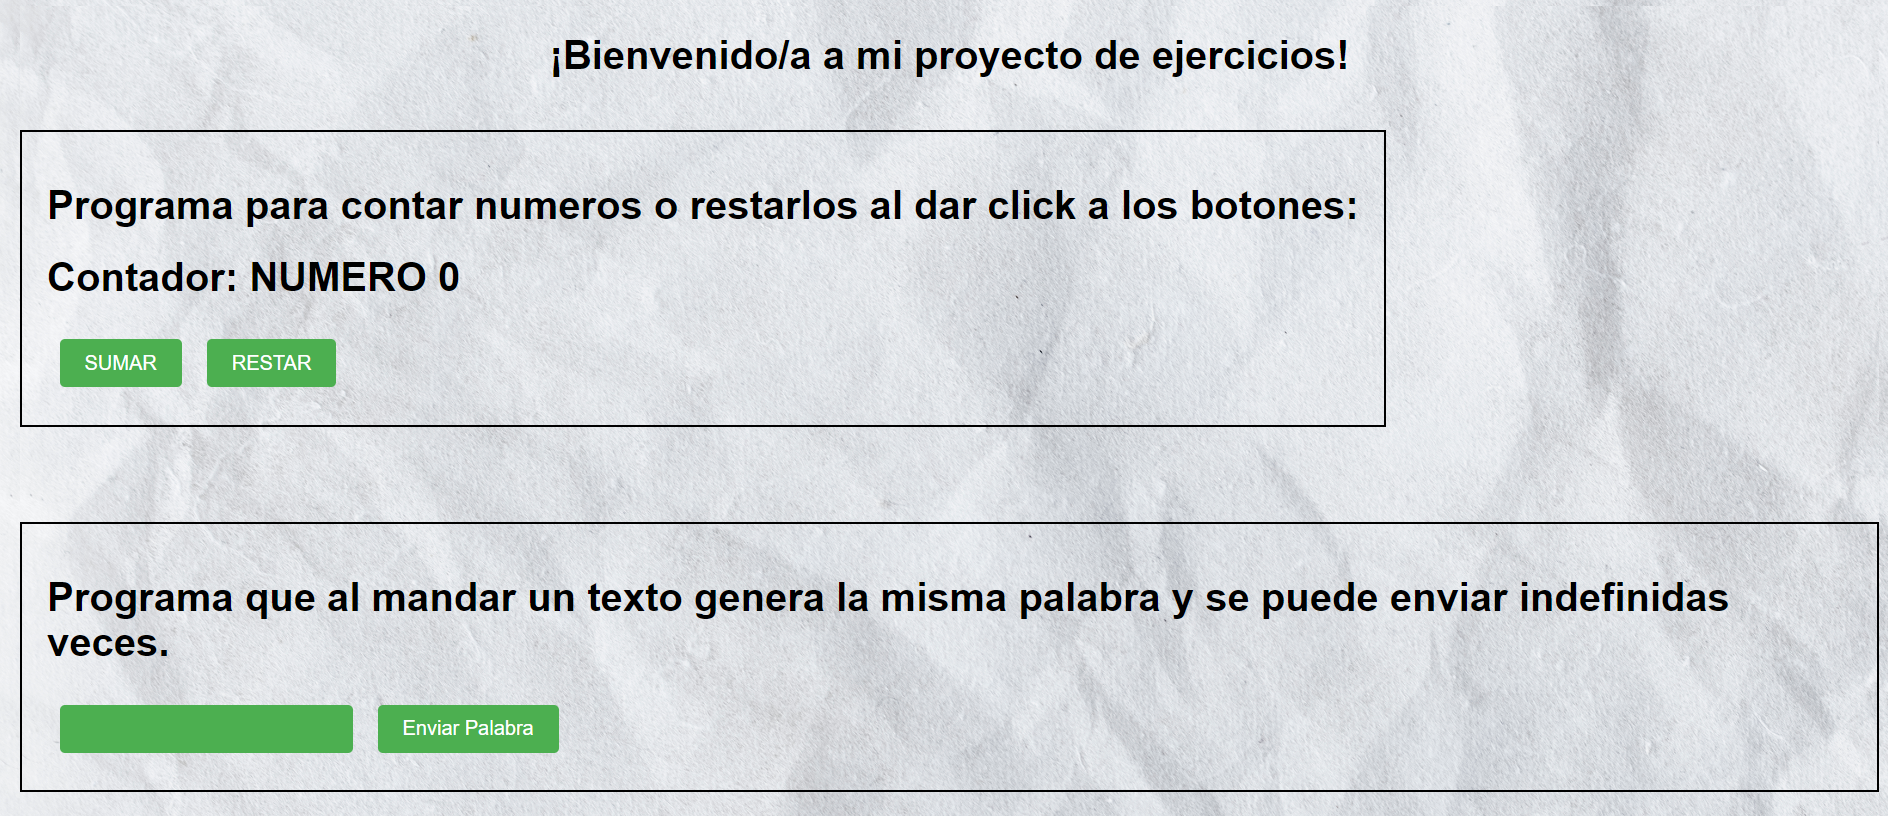 ¡Bienvenido/a a mi proyecto de ejercicios!
Programa para contar numeros o restarlos al dar click a los botones:
Contador: NUMERO 0
SUMAR RESTAR
Programa que al mandar un texto genera la misma palabra y se puede enviar indefinidas
veces.
Enviar Palabra